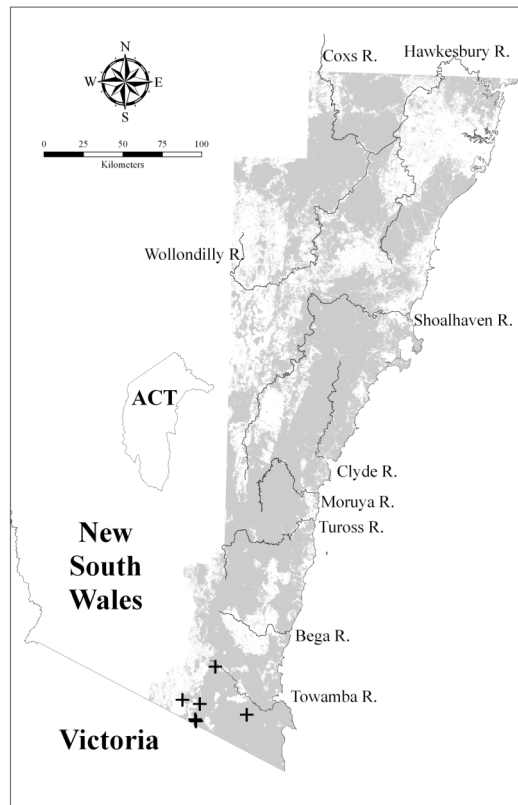 Coxs R.
Hawkesbury R.
N
W E
S
0 25 50 75 100
Kilometers
Wollondilly R.
Shoalhaven R.
ACT
Clyde R.
Moruya R.
Tuross R.
New
South
Wales
Bega R.
Towamba R.
Victoria